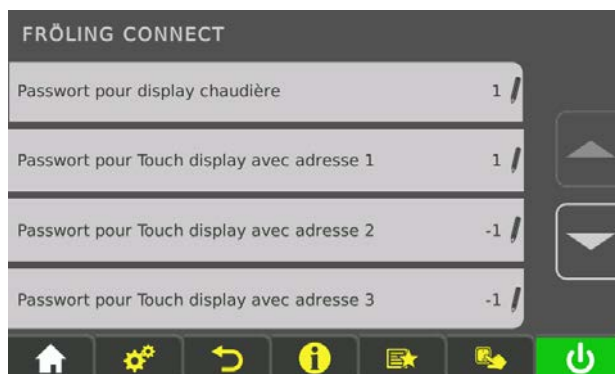 FRÖLING CONNECT
Passwort pour display chaudière 1
Passwort pour Touch display avec adresse 1 1
Passwort pour Touch display avec adresse 2 -1
Passwort pour Touch display avec adresse 3 -1